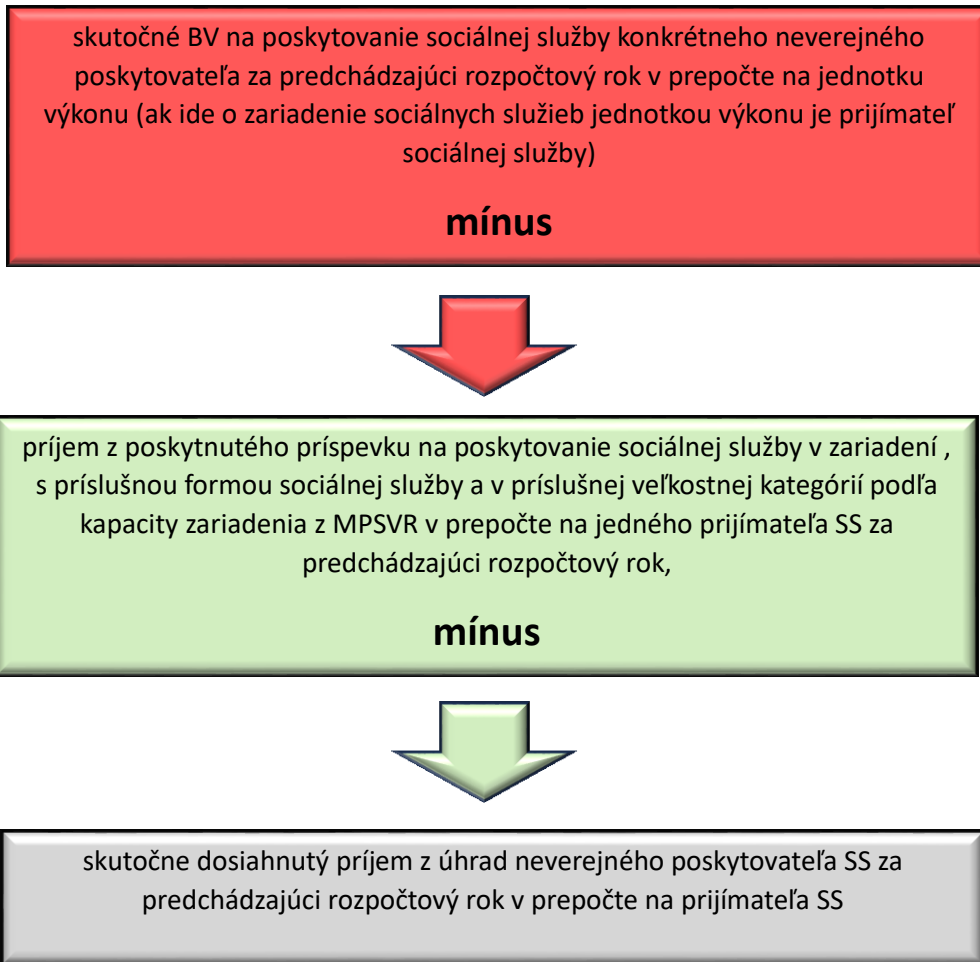 skutočné BV na poskytovanie sociálnej služby konkrétneho neverejného
poskytovateľa za predchádzajúci rozpočtový rok v prepočte na jednotku
výkonu (ak ide o zariadenie sociálnych služieb jednotkou výkonu je prijímateľ
sociálnej služby)
mínus
príjem z poskytnutého príspevku na poskytovanie sociálnej služby v zariadení ,
s príslušnou formou sociálnej služby a v príslušnej veľkostnej kategórií podľa
kapacity zariadenia z MPSVR v prepočte na jedného prijímateľa SS za
predchádzajúci rozpočtový rok,
mínus
skutočne dosiahnutý príjem z úhrad neverejného poskytovateľa SS za
predchádzajúci rozpočtový rok v prepočte na prijímateľa SS